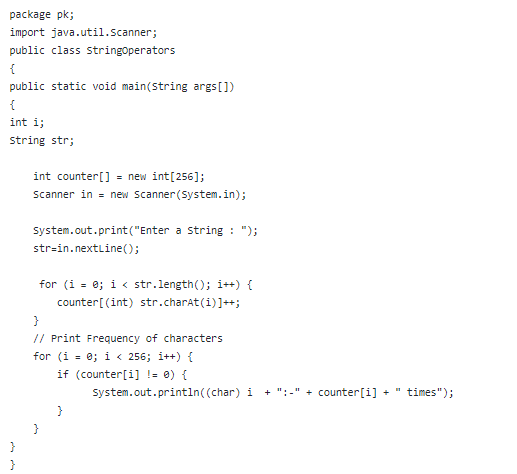 package pk;
import java.util.Scanner;
public class StringOperators
{
public static void main(String args[])
{
int i;
String str;
int counter[] = new int[256];
Scanner in = new Scanner(System.in);
System.out.print("Enter a String : ");
str=in.nextLine();
for (i = 0; i < str.length(); i++) {
counter[(int) str.charAt(i)]++;
}
// Print Frequency of characters
for (i = 0; i < 256; i++) {
if (counter[i] != 0) {
System.out.println((char) i  + ":-" + counter[i] + " times");
}
}
}
}